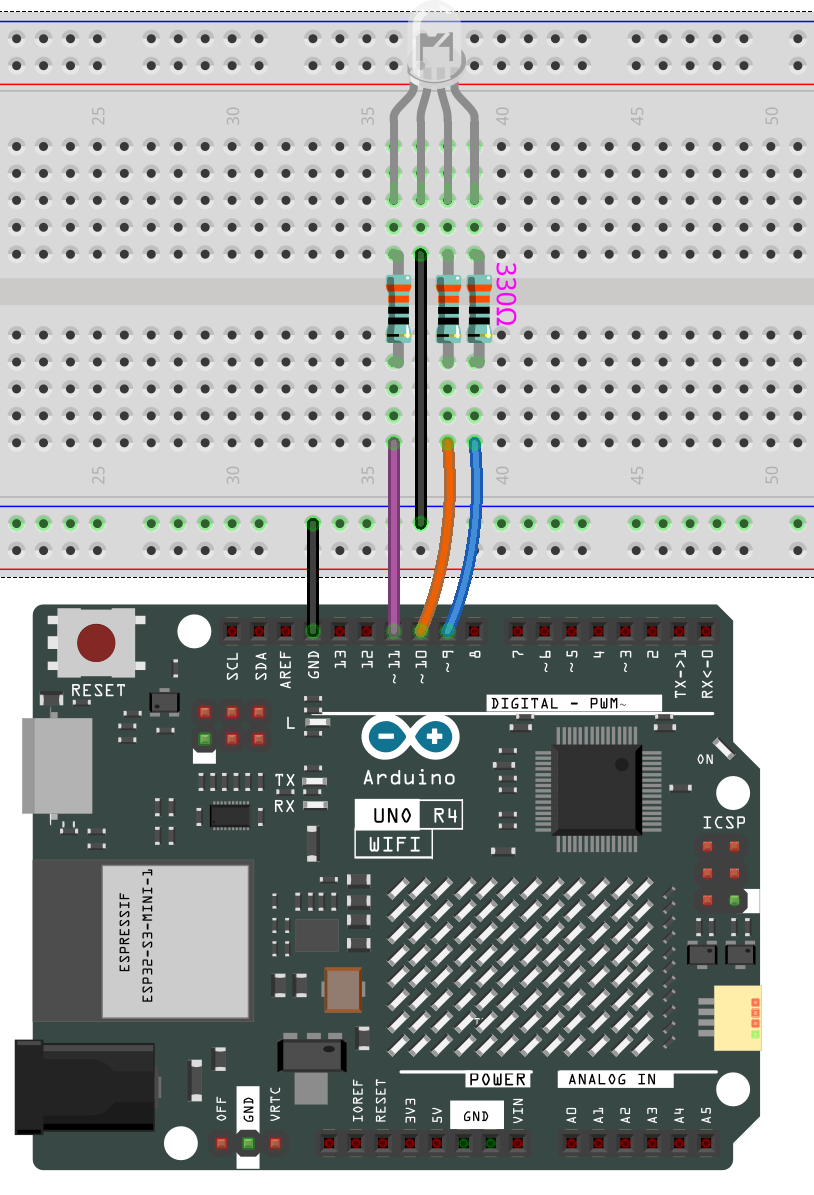 25 30 35 40 45 50
330Ω
25 30 35 40 45 50
SCL SDA AREF GND 13 12 ~11 ~10 ~9 8 7 ~6 ~5 4 ~3 2 TX->1 RX<-0
RESET
DIGITAL - PWM~
L
TX
RX
Arduino
UNO R4
WIFI
ON
ICSP
ESPRESSIF
ESP32-S3-MINI-1
POWER
ANALOG IN
OFF GND VRTC
IOREF RESET 3V3 5V GND VIN
A0 A1 A2 A3 A4 A5